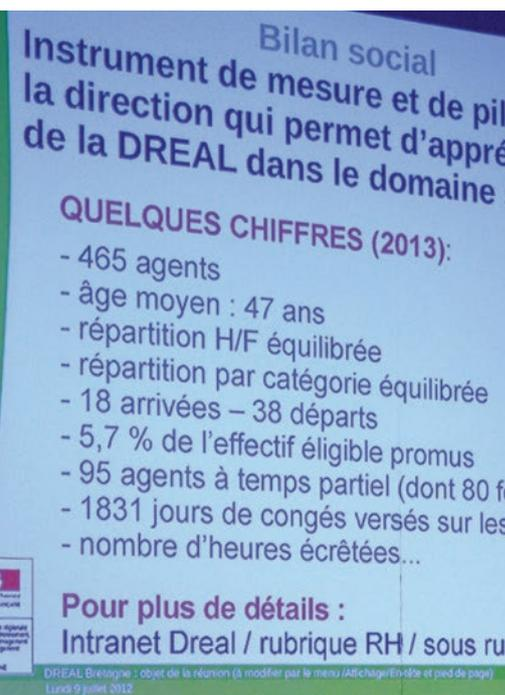 Bilan social
Instrument de mesure et de pil
la direction qui permet d'appré
de la DREAL dans le domaine
QUELQUES CHIFFRES (2013):
- 465 agents
- âge moyen : 47 ans
- répartition H/F équilibrée
- répartition par catégorie équilibrée
- 18 arrivées – 38 départs
- 5,7 % de l'effectif éligible promus
- 95 agents à temps partiel (dont 80 f
- 1831 jours de congés versés sur les
- nombre d'heures écrêtées...
Pour plus de détails :
Intranet Dreal / rubrique RH / sous ru
DREAL Bretagne : objet de la réunion (à modifier par le menu /Affichage/En-tête et pied de page)
Lundi 9 juillet 2012